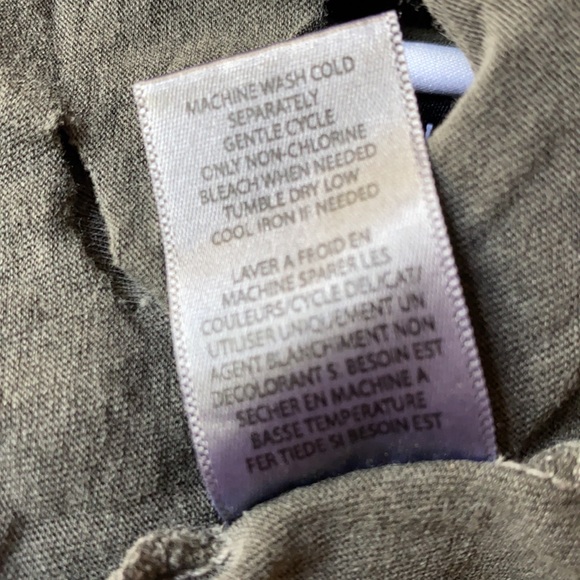 MACHINE WASH COLD
SEPARATELY
GENTLE CYCLE
ONLY NON-CHLORINE
BLEACH WHEN NEEDED
TUMBLE DRY LOW
COOL IRON IF NEEDED
LAVER A FROID EN
MACHINE SPARER LES
COULEURS/CYCLE DELICAT/
UTILISER UNIQUEMENT UN
AGENT BLANCHIMENT NON
DECOLORANT S. BESOIN EST
SECHER EN MACHINE A
BASSE TEMPERATURE
FER TIEDE SI BESOIN EST